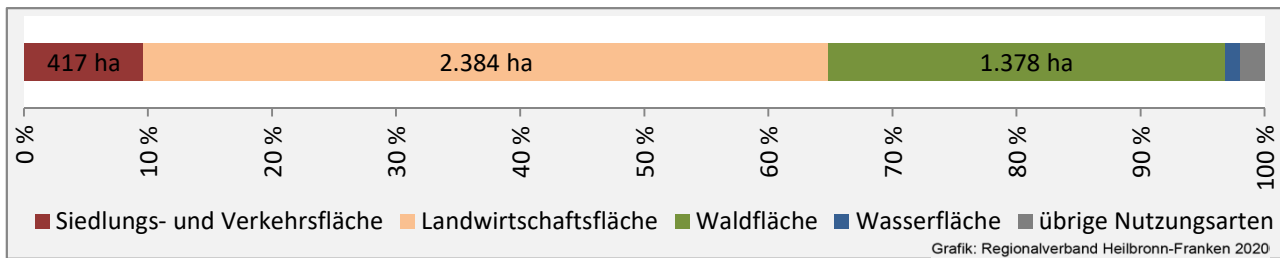 417 ha 2.384 ha 1.378 ha
0 % 10 % 20 % 30 % 40 % 50 % 60 % 70 % 80 % 90 % 100 %
Siedlungs- und Verkehrsfläche Landwirtschaftsfläche Waldfläche Wasserfläche übrige Nutzungsarten
Grafik: Regionalverband Heilbronn-Franken 2020